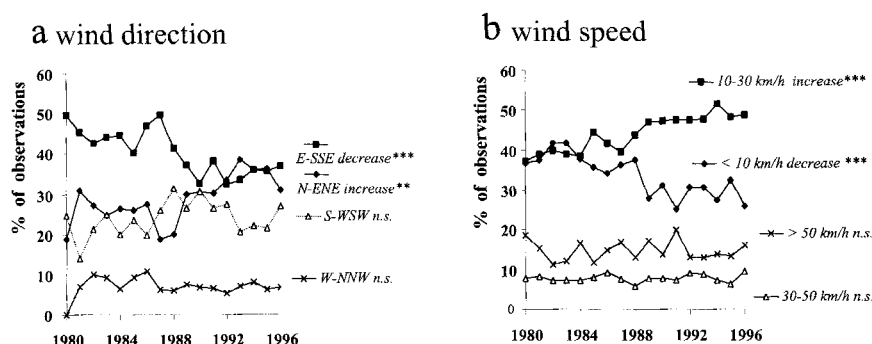 a wind direction
60
50
40
30
20
10
0
% of observations
E-SSE decrease***
N-ENE increase**
S-WSW n.s.
W-NNW n.s.
1980 1984 1988 1992 1996
b wind speed
60
50
40
30
20
10
0
% of observations
10-30 km/h increase***
< 10 km/h decrease***
> 50 km/h n.s.
30-50 km/h n.s.
1980 1984 1988 1992 1996